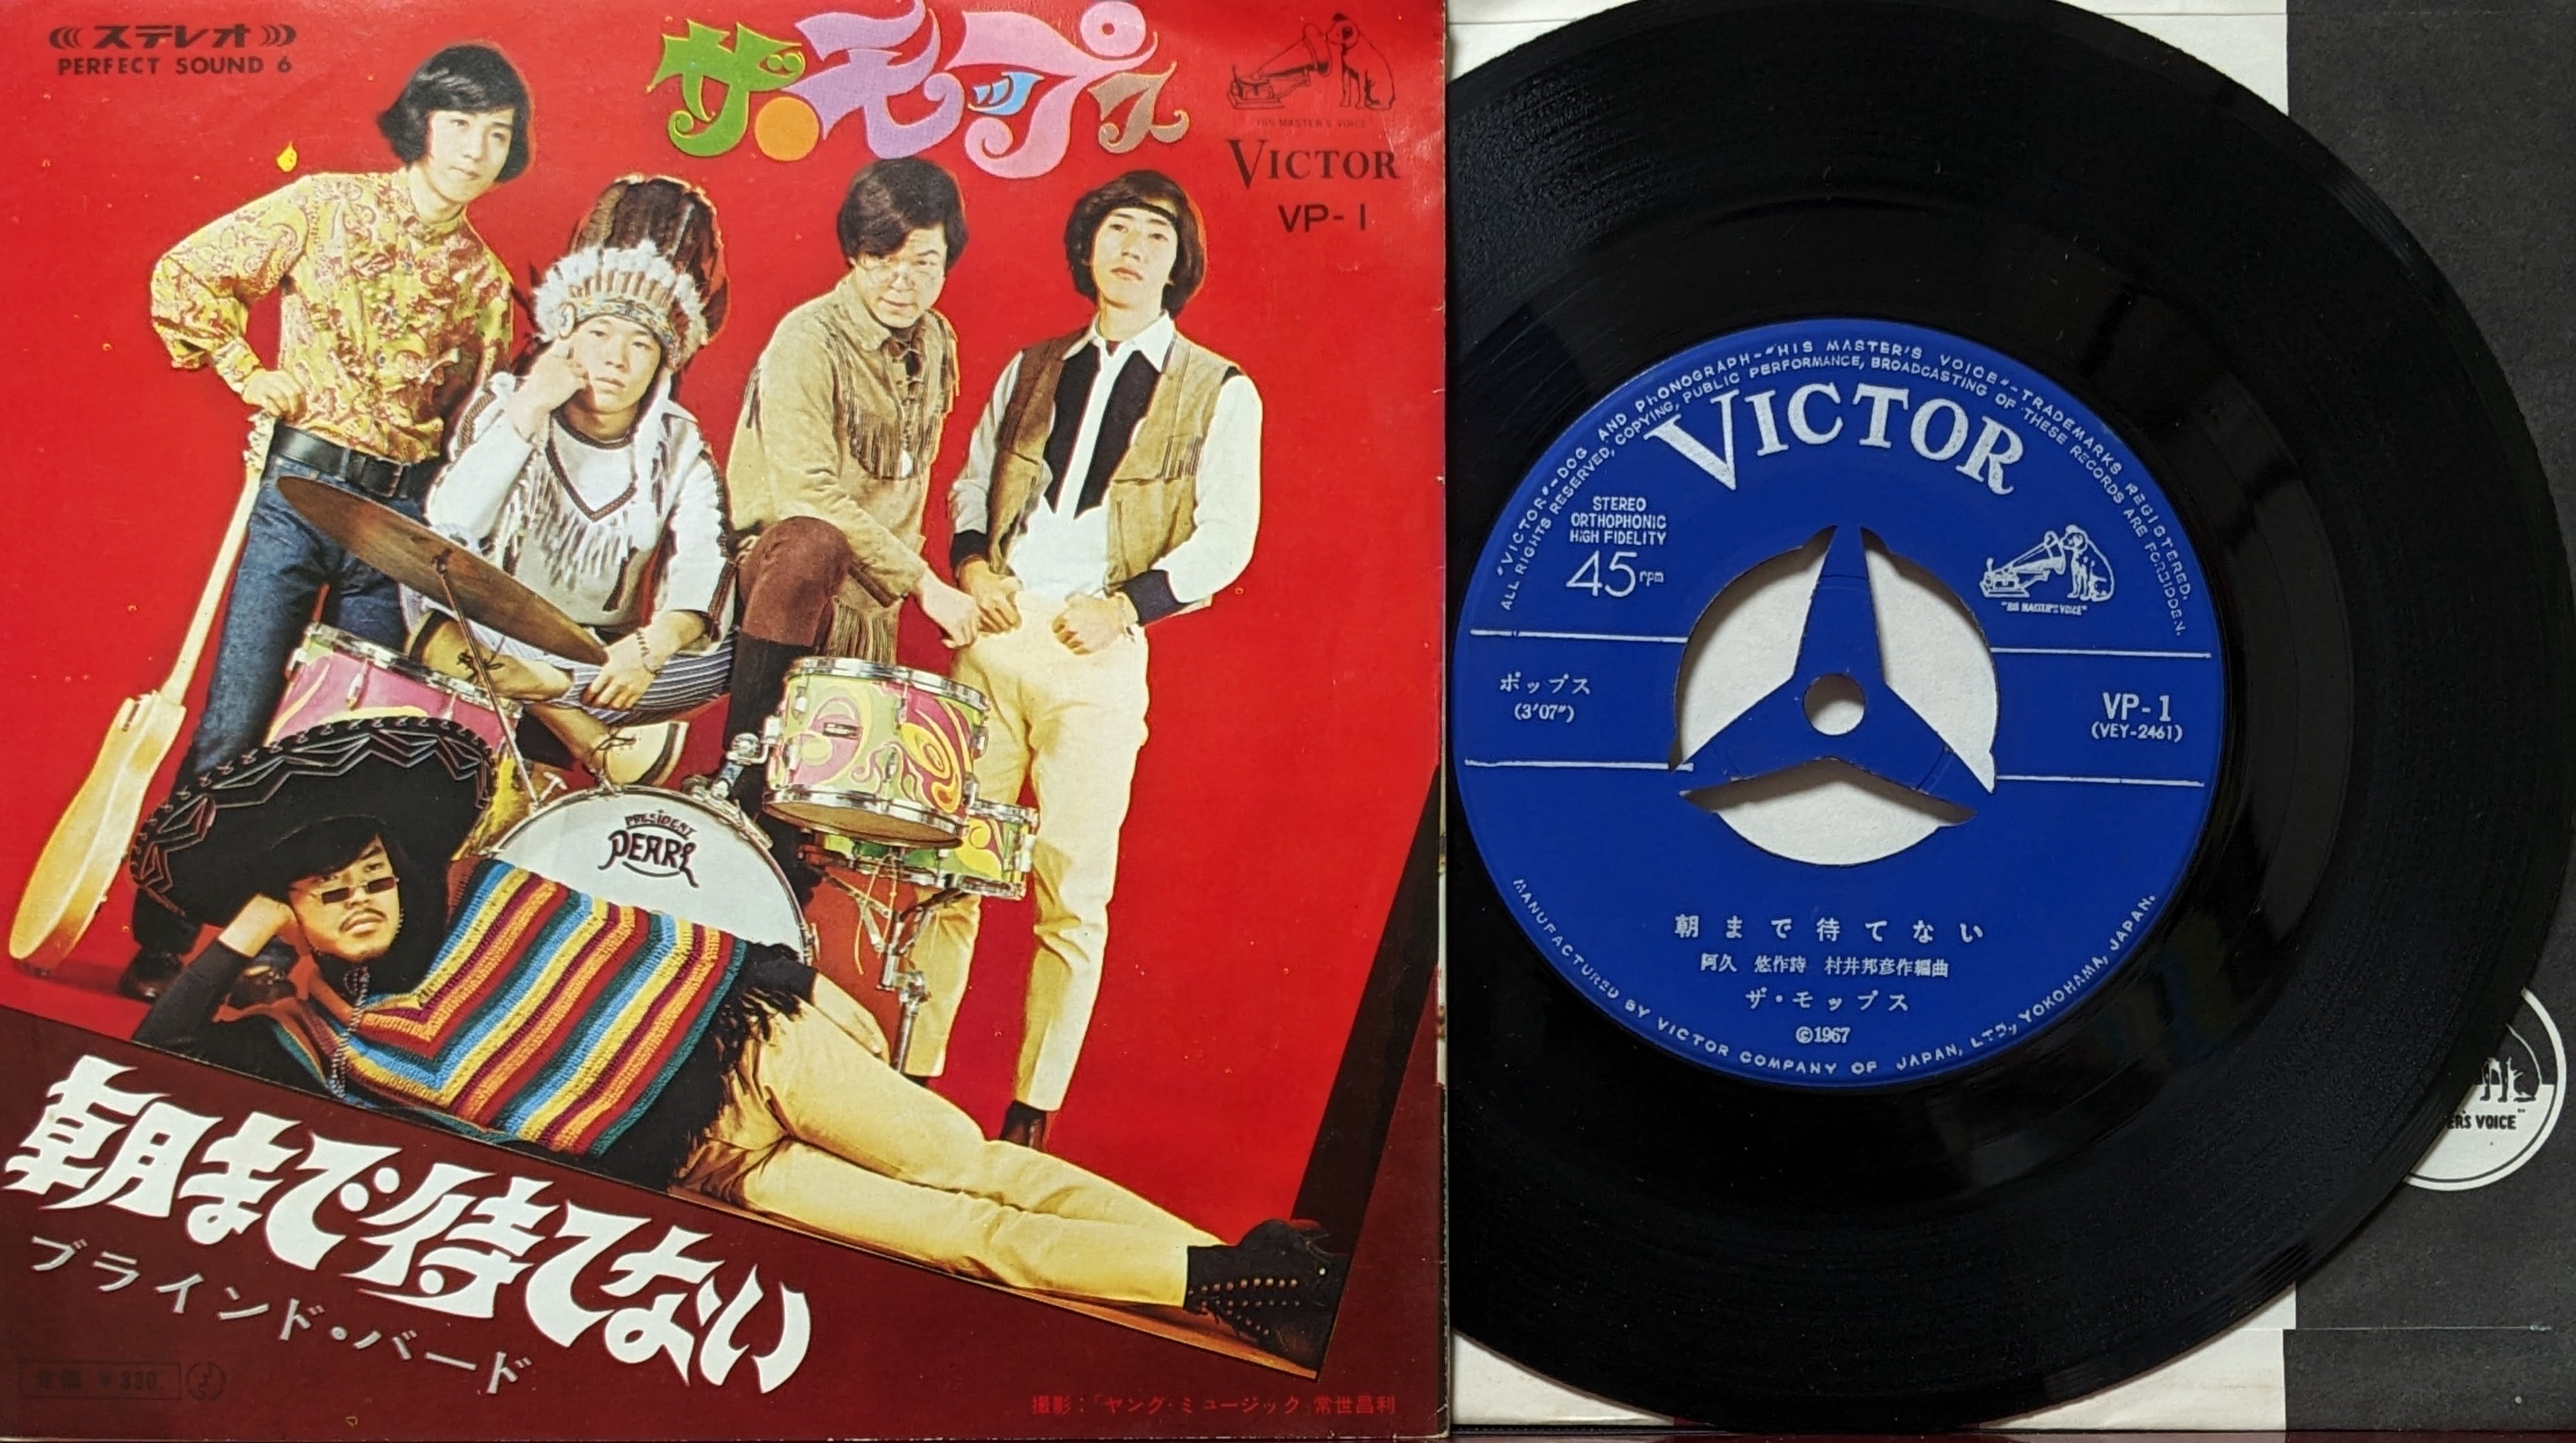 ステレオ
PERFECT SOUND 6
ザ・モップス
"HIS MASTER'S VOICE"
VICTOR
VP-1
PRESIDENT
PEARL
朝まで待てない
ブラインド・バード
定価 ¥330
撮影:「ヤング・ミュージック」常世昌利
"VICTOR"-DOG AND PHONOGRAPH-"HIS MASTER'S VOICE"-TRADEMARKS REGISTERED.
ALL RIGHTS RESERVED, COPYING, PUBLIC PERFORMANCE, BROADCASTING OF THESE RECORDS ARE FORBIDDEN.
VICTOR
STEREO
ORTHOPHONIC
HIGH FIDELITY
45rpm
"HIS MASTER'S VOICE"
ポップス
(3'07")
VP-1
(VEY-2461)
朝まで待てない
阿久 悠作詩 村井邦彦作編曲
ザ・モップス
©1967
MANUFACTURED BY VICTOR COMPANY OF JAPAN, LTD., YOKOHAMA, JAPAN.
ER'S VOICE"